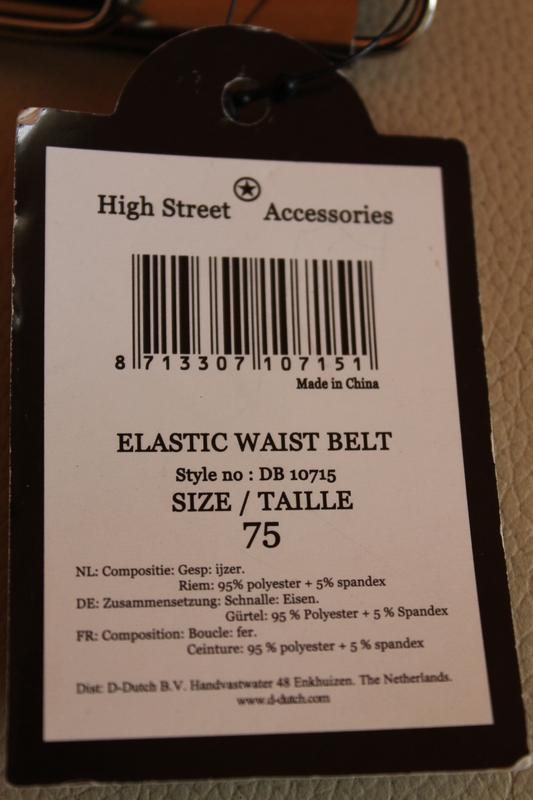 High Street Accessories
8 713307 107151
Made in China
ELASTIC WAIST BELT
Style no : DB 10715
SIZE / TAILLE
75
NL: Compositie: Gesp: ijzer.
Riem: 95% polyester + 5% spandex
DE: Zusammensetzung: Schnalle: Eisen.
Gürtel: 95 % Polyester + 5 % Spandex
FR: Composition: Boucle: fer.
Ceinture: 95 % polyester + 5 % spandex
Dist: D-Dutch B.V. Handvastwater 48 Enkhuizen. The Netherlands.
www.d-dutch.com